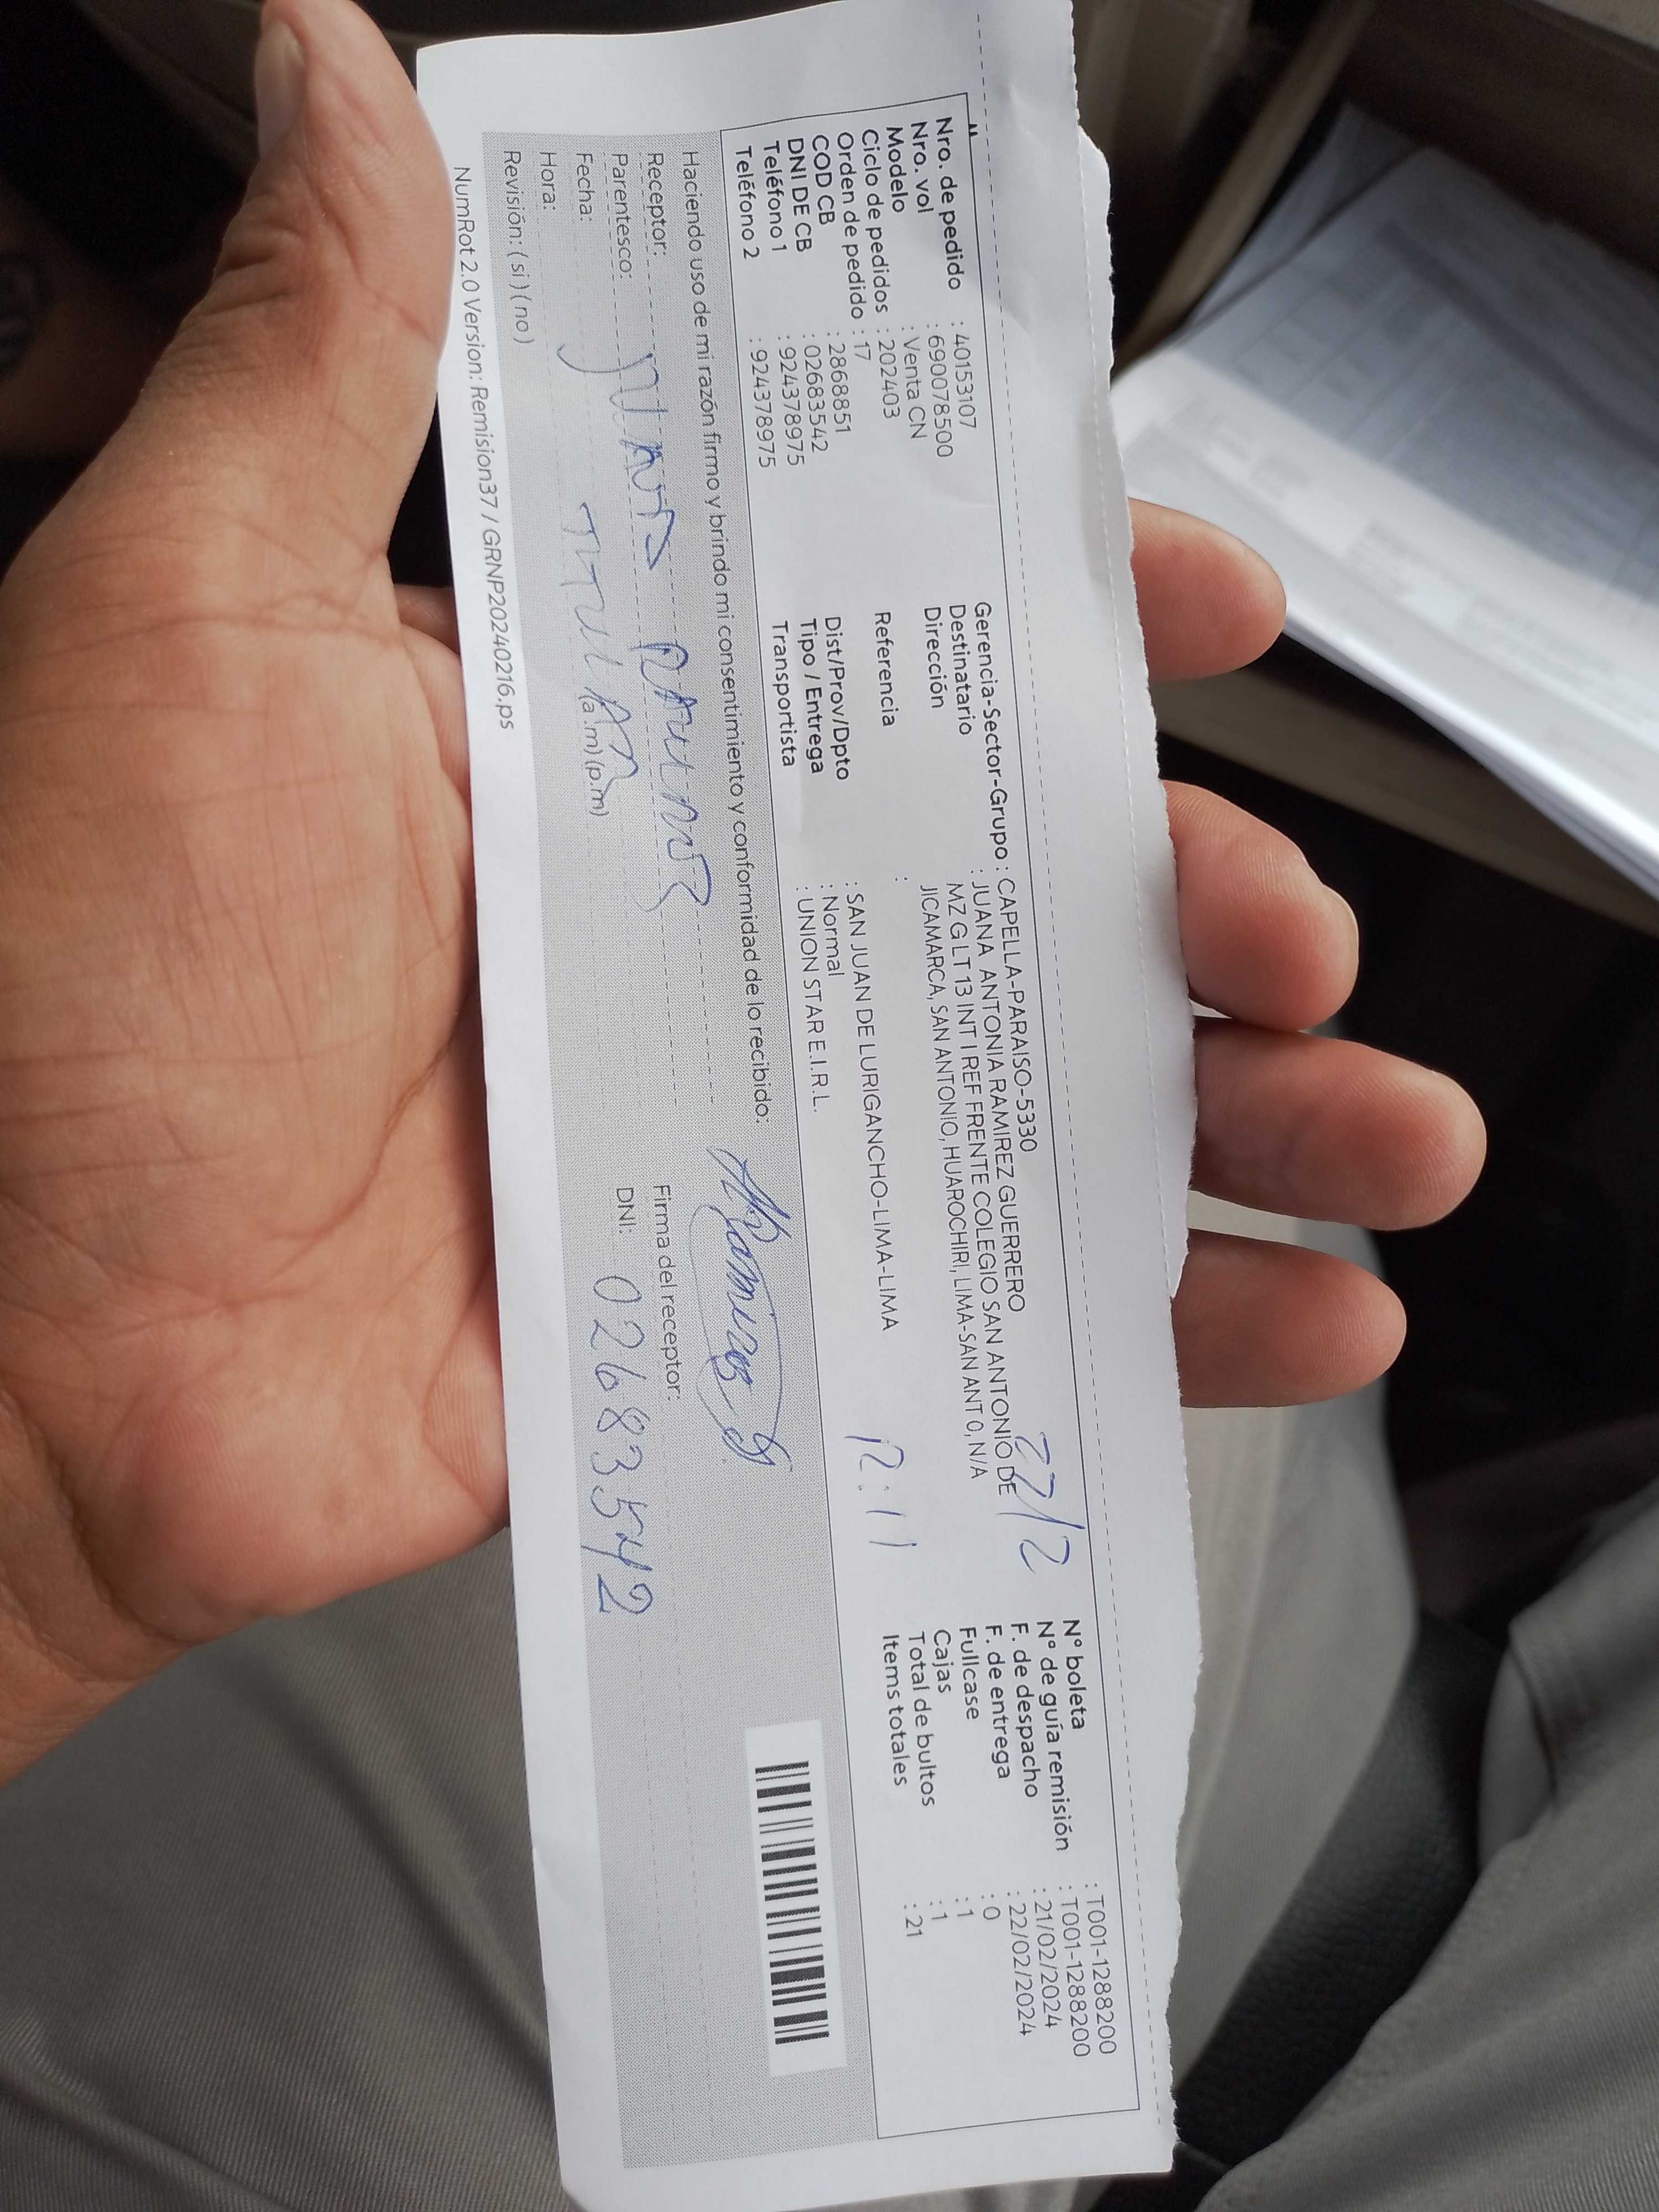 Nro. de pedido : 40153107
Nro. vol : 6900078500
Modelo : Venta CN
Ciclo de pedidos : 202403
Orden de pedido : 17
COD CB : 2868851
DNI DE CB : 02683542
Teléfono 1 : 924378975
Teléfono 2 : 924378975
Gerencia-Sector-Grupo : CAPELLA-PARAISO-5330
Destinatario : JUANA ANTONIA RAMIREZ GUERRERO
Dirección MZ G LT 13 INT I REF FRENTE COLEGIO SAN ANTONIO DE
JICAMARCA, SAN ANTONIO, HUAROCHIRI, LIMA-SAN ANT 0, N/A
Referencia :
Dist/Prov/Dpto : SAN JUAN DE LURIGANCHO-LIMA-LIMA
Tipo / Entrega : Normal
Transportista : UNION STAR E.I.R.L.
22/2
12:11
N° boleta : T001-1288200
N° de guía remisión : T001-1288200
F. de despacho : 21/02/2024
F. de entrega : 22/02/2024
Fullcase : 0
Cajas : 1
Total de bultos : 1
Items totales : 21
Haciendo uso de mi razón firmo y brindo mi consentimiento y conformidad de lo recibido:
Receptor:
Parentesco:
Fecha: TITULAR
Hora: (a.m) (p.m)
Revisión: ( si ) ( no )
Firma del receptor:
DNI: 02683542
NumRot 2.0 Version: Remision37 / GRNP20240216.ps